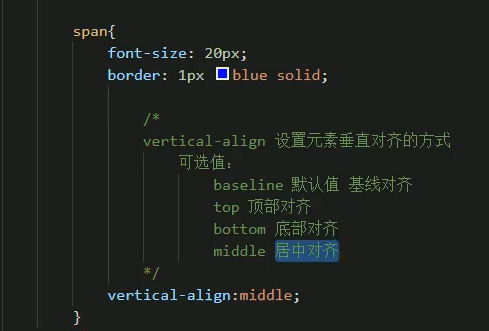 span{
font-size: 20px;
border: 1px blue solid;
/*
vertical-align 设置元素垂直对齐的方式
可选值：
baseline 默认值 基线对齐
top 顶部对齐
bottom 底部对齐
middle 居中对齐
*/
vertical-align:middle;
}